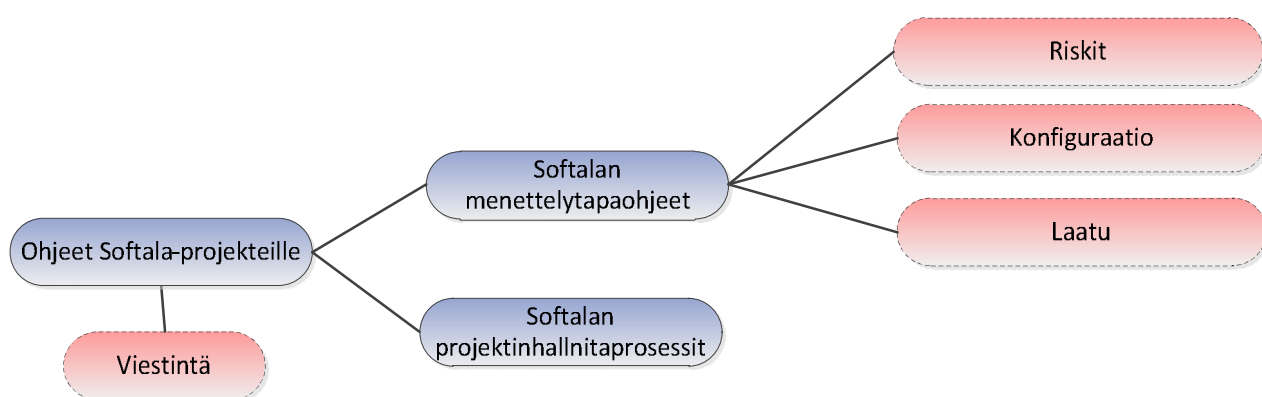 Riskit
Konfiguraatio
Laatu
Softalan
menettelytapaohjeet
Ohjeet Softala-projekteille
Softalan
projektinhallnitaprosessit
Viestintä